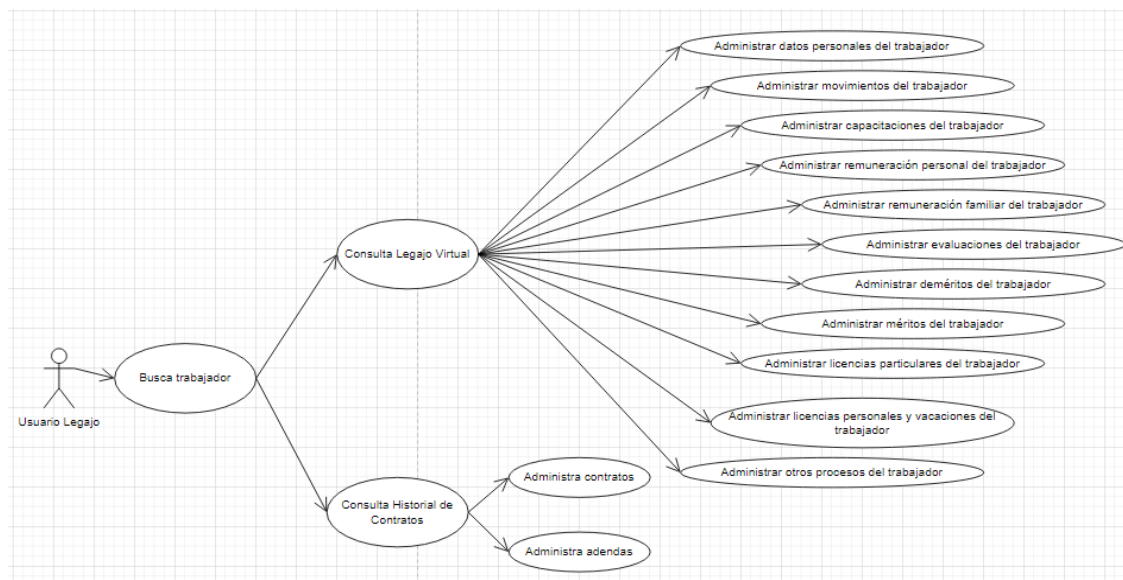 Administrar datos personales del trabajador
Administrar movimientos del trabajador
Administrar capacitaciones del trabajador
Administrar remuneración personal del trabajador
Administrar remuneración familiar del trabajador
Administrar evaluaciones del trabajador
Consulta Legajo Virtual
Administrar deméritos del trabajador
Administrar méritos del trabajador
Administrar licencias particulares del trabajador
Busca trabajador
Usuario Legajo
Administrar licencias personales y vacaciones del
trabajador
Administrar otros procesos del trabajador
Administra contratos
Consulta Historial de
Contratos
Administra adendas